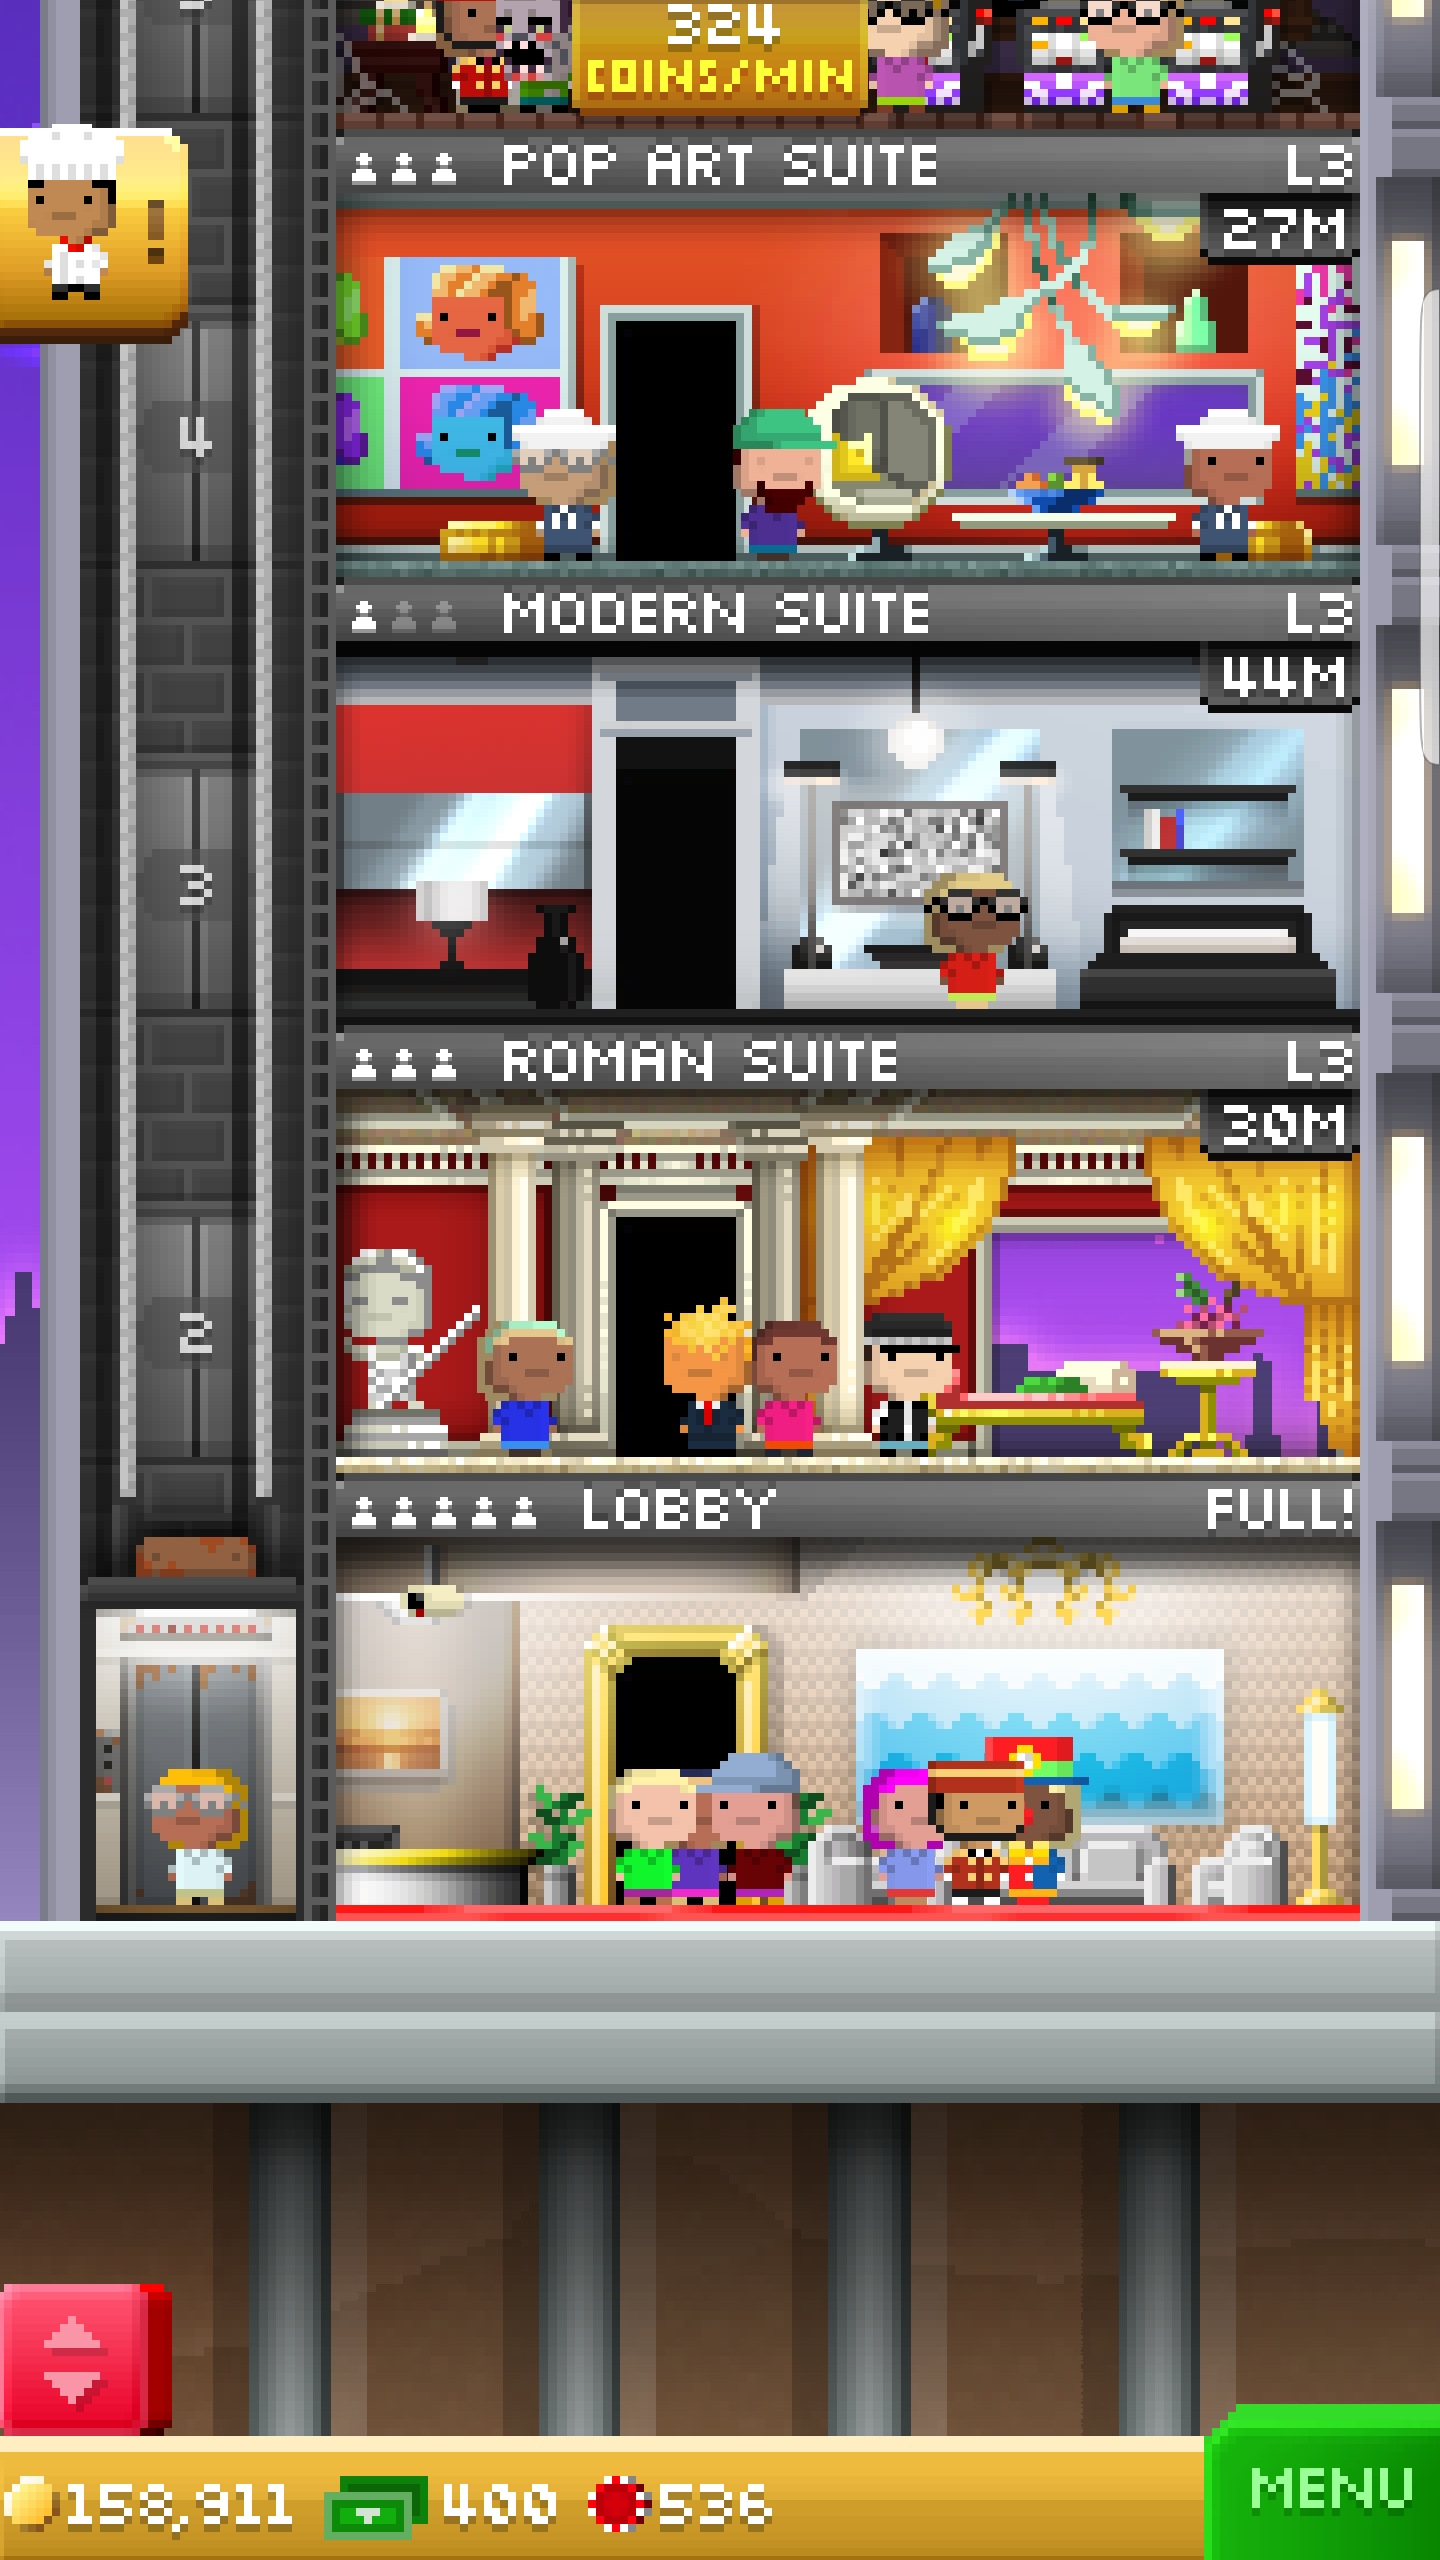 324
COINS/MIN
!
POP ART SUITE L3
27M
4
MODERN SUITE L3
44M
3
ROMAN SUITE L3
30M
2
LOBBY FULL!
158,911 400 536
MENU